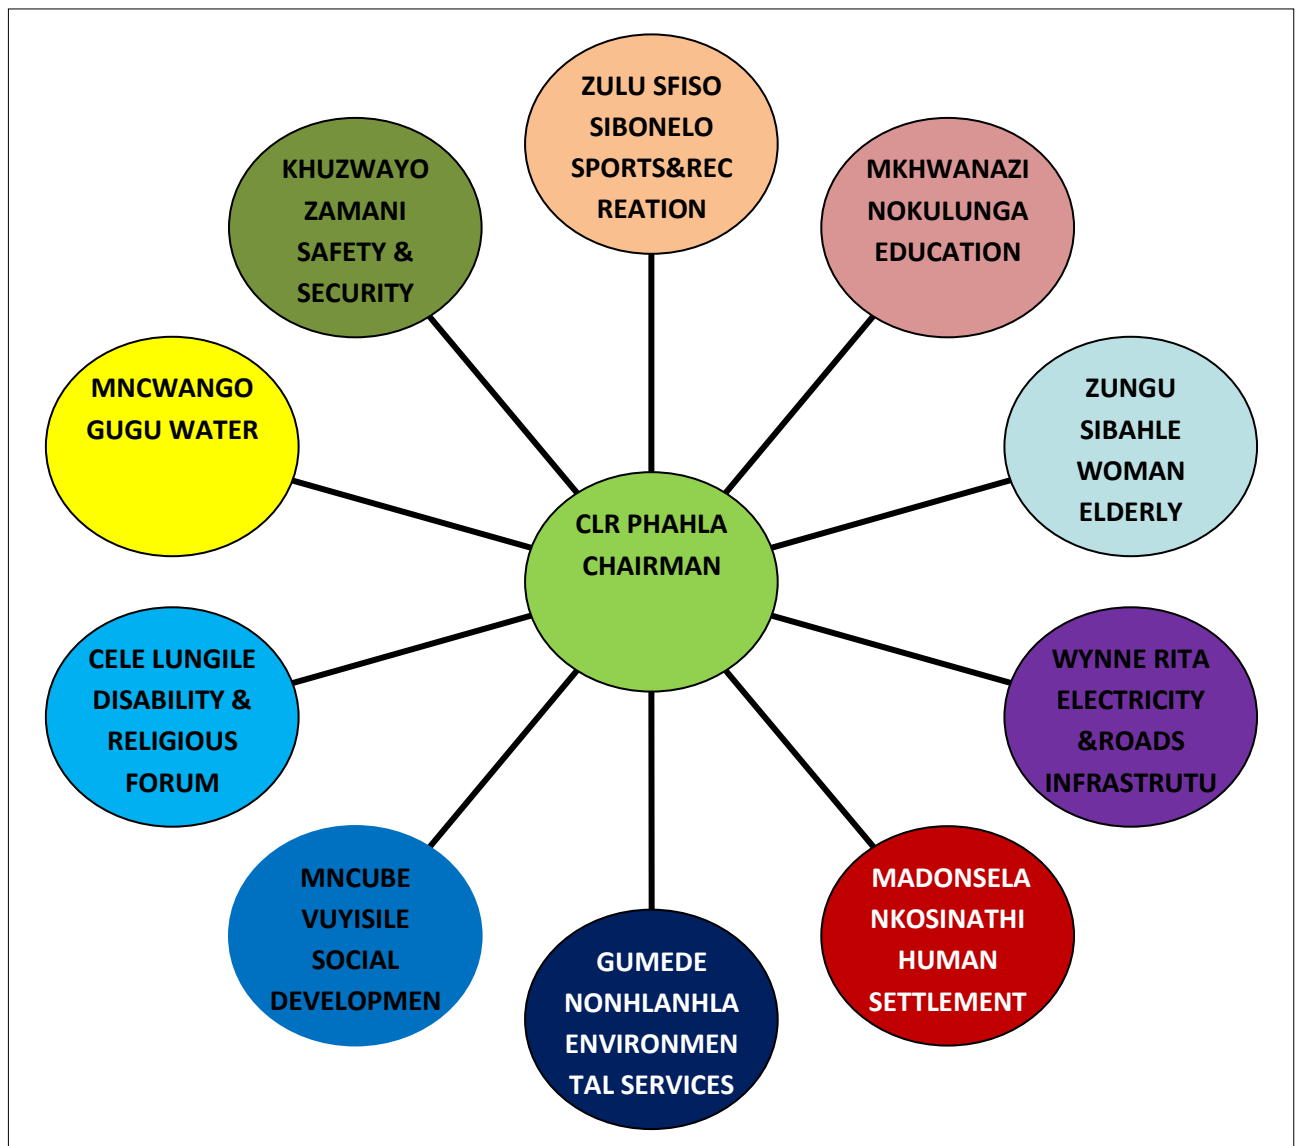 ZULU SFISO
SIBONELO
SPORTS&REC
REATION
MKHWANAZI
NOKULUNGA
EDUCATION
ZUNGU
SIBAHLE
WOMAN
ELDERLY
WYNNE RITA
ELECTRICITY
&ROADS
INFRASTRUTU
MADONSELA
NKOSINATHI
HUMAN
SETTLEMENT
GUMEDE
NONHLANHLA
ENVIRONMEN
TAL SERVICES
MNCUBE
VUYISILE
SOCIAL
DEVELOPMEN
CELE LUNGILE
DISABILITY &
RELIGIOUS
FORUM
MNCWANGO
GUGU WATER
KHUZWAYO
ZAMANI
SAFETY &
SECURITY
CLR PHAHLA
CHAIRMAN